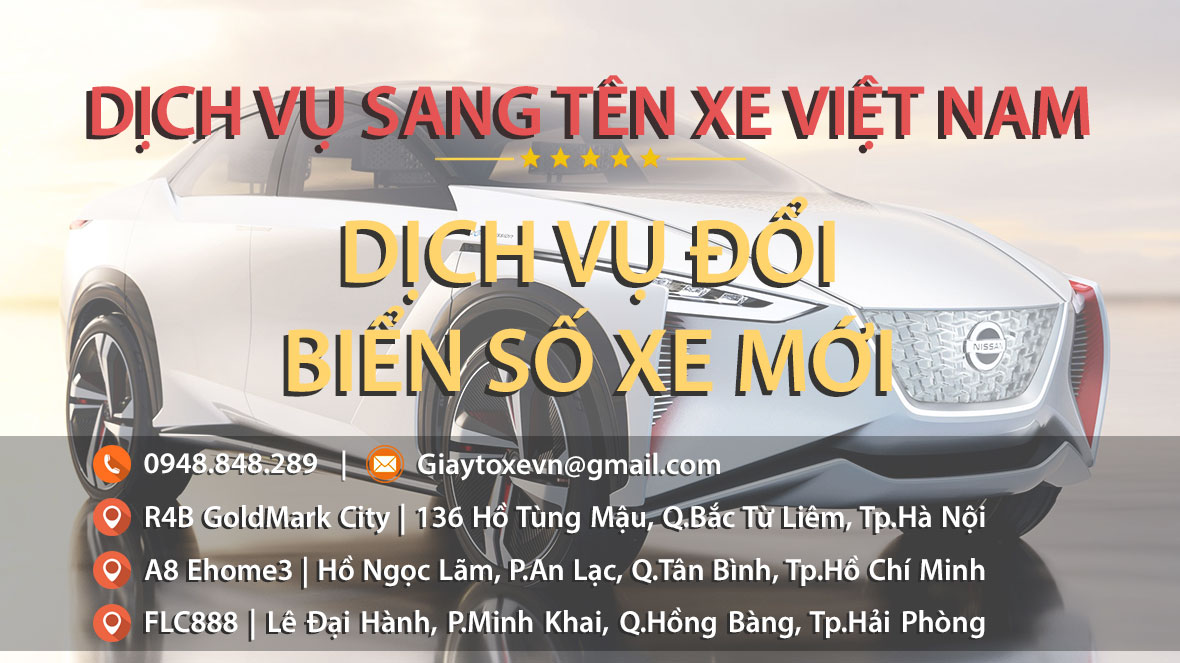 DỊCH VỤ SANG TÊN XE VIỆT NAM
DỊCH VỤ ĐỔI
BIỂN SỐ XE MỚI
NISSAN
0948.848.289 | Giaytoxevn@gmail.com
R4B GoldMark City | 136 Hồ Tùng Mậu, Q.Bắc Từ Liêm, Tp.Hà Nội
A8 Ehome3 | Hồ Ngọc Lãm, P.An Lạc, Q.Tân Bình, Tp.Hồ Chí Minh
FLC888 | Lê Đại Hành, P.Minh Khai, Q.Hồng Bàng, Tp.Hải Phòng